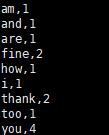 am,1
and,1
are,1
fine,2
how,1
i,1
thank,2
too,1
you,4